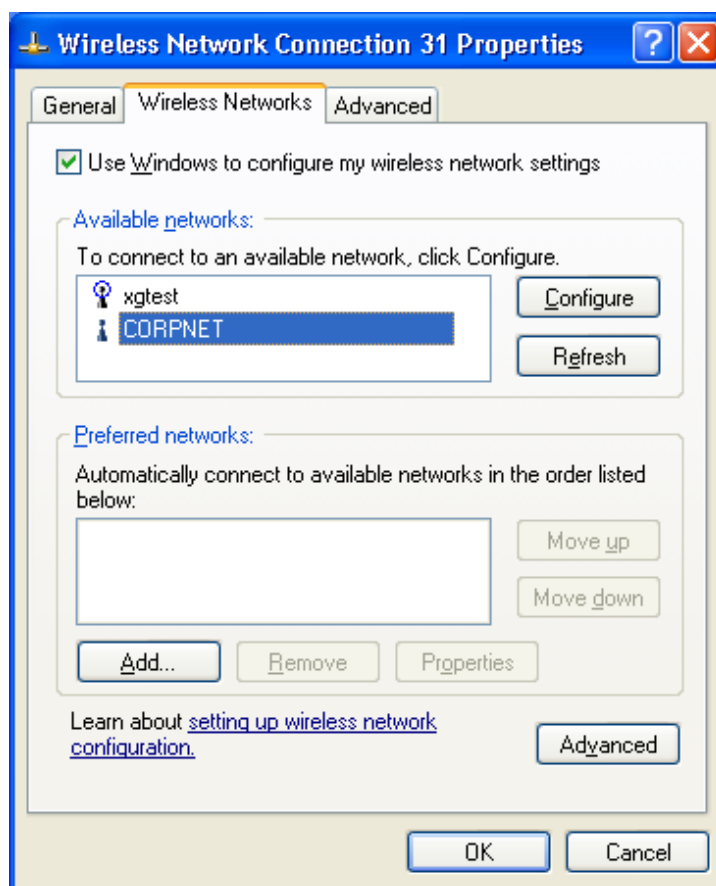 Wireless Network Connection 31 Properties
General Wireless Networks Advanced
Use Windows to configure my wireless network settings
Available networks:
To connect to an available network, click Configure.
xgtest
CORPNET
Configure
Refresh
Preferred networks:
Automatically connect to available networks in the order listed
below:
Move up
Move down
Add... Remove Properties
Learn about setting up wireless network
configuration.
Advanced
OK Cancel